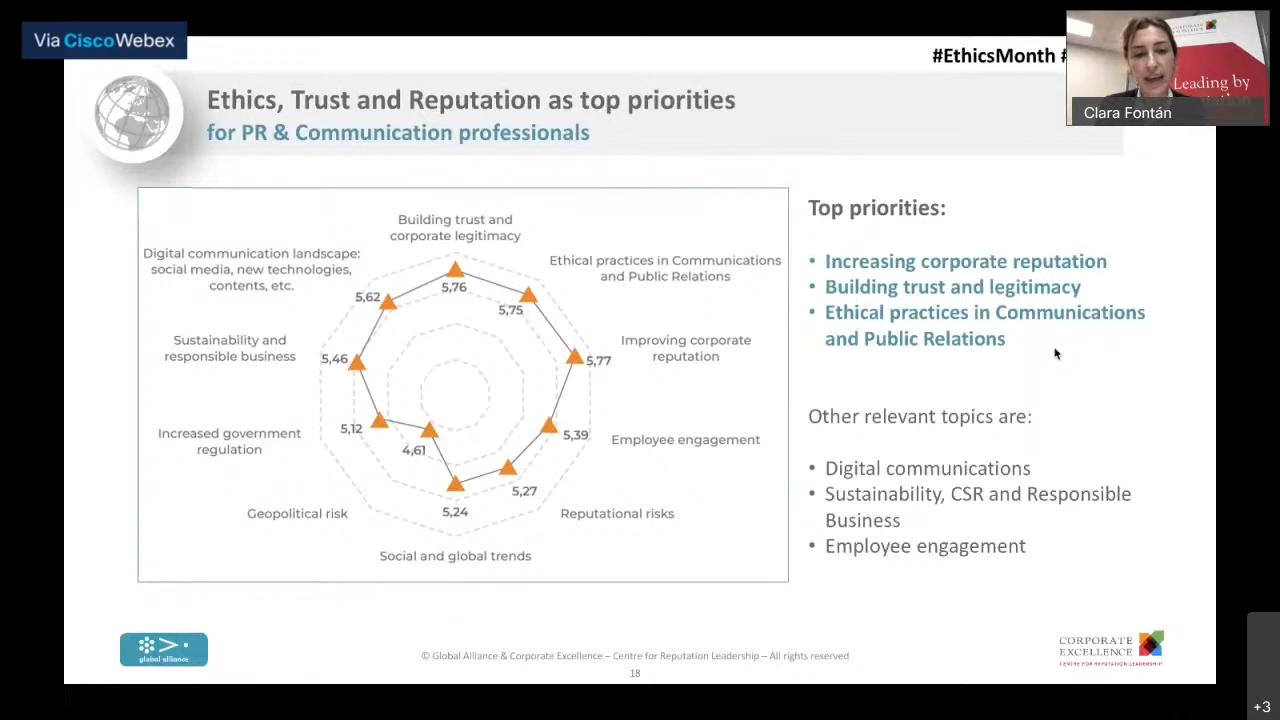 Via CiscoWebex
#EthicsMonth
CORPORATE
Leading by
Clara Fontán
Ethics, Trust and Reputation as top priorities
for PR & Communication professionals
Building trust and
corporate legitimacy
5,76
Ethical practices in Communications
and Public Relations
5,75
Improving corporate
reputation
5,77
Employee engagement
5,39
Reputational risks
5,27
Social and global trends
5,24
Geopolitical risk
4,61
Increased government
regulation
5,12
Sustainability and
responsible business
5,46
Digital communication landscape:
social media, new technologies,
contents, etc.
5,62
Top priorities:
• Increasing corporate reputation
• Building trust and legitimacy
• Ethical practices in Communications
and Public Relations
Other relevant topics are:
• Digital communications
• Sustainability, CSR and Responsible
Business
• Employee engagement
global alliance
© Global Alliance & Corporate Excellence – Centre for Reputation Leadership – All rights reserved
18
CORPORATE
EXCELLENCE
CENTRE FOR REPUTATION LEADERSHIP
+3